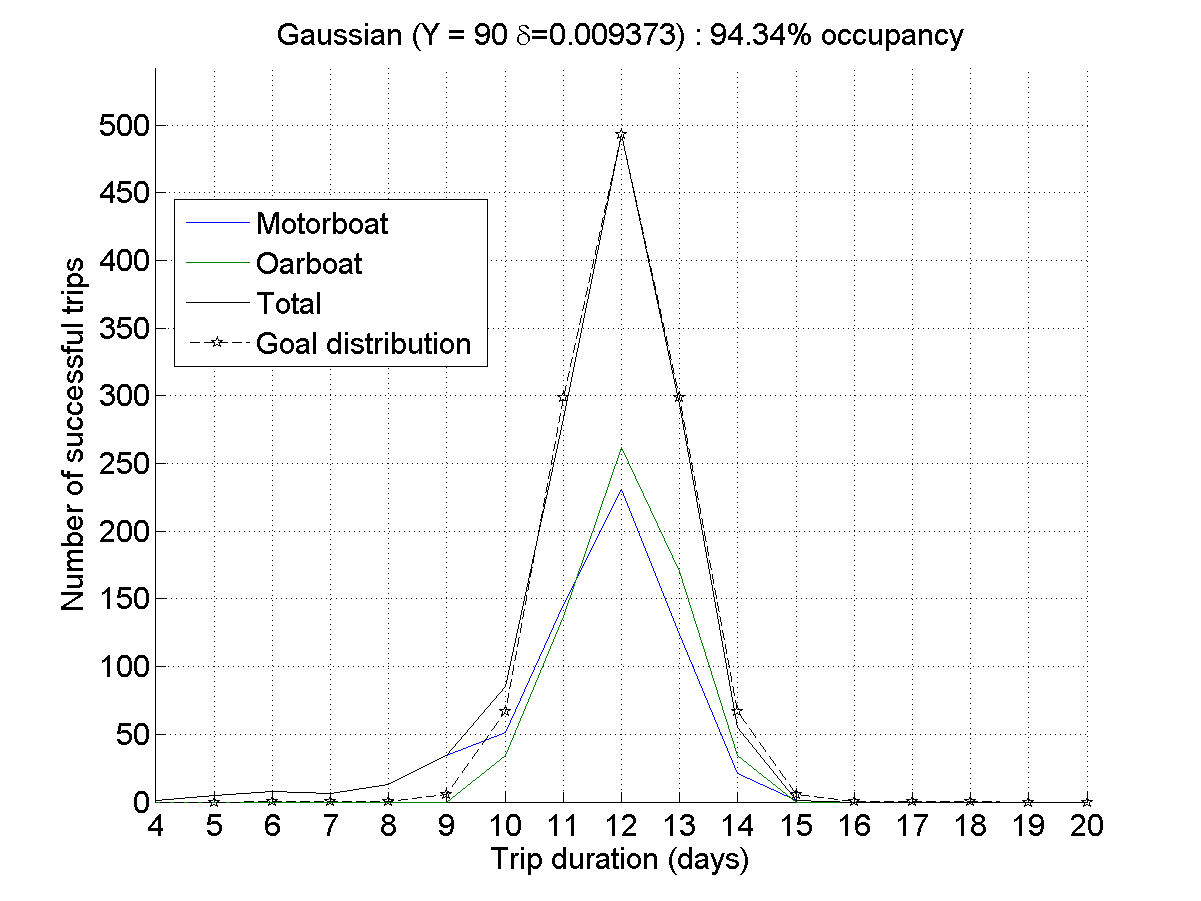 Gaussian (Y = 90 δ=0.009373) : 94.34% occupancy
500
450
400
350
300
250
200
150
100
50
0
Number of successful trips
Motorboat
Oarboat
Total
Goal distribution
4 5 6 7 8 9 10 11 12 13 14 15 16 17 18 19 20
Trip duration (days)